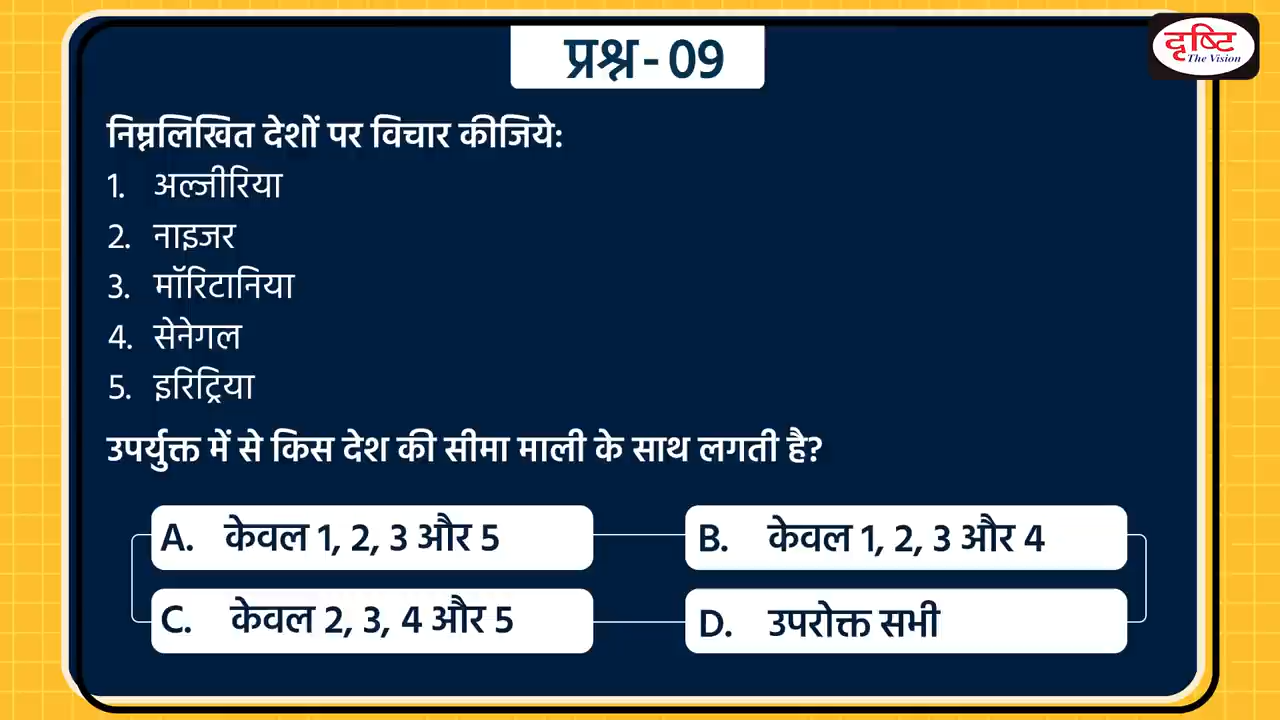 दृष्टि
The Vision
प्रश्न - 09
निम्नलिखित देशों पर विचार कीजिये:
1. अल्जीरिया
2. नाइजर
3. मॉरिटानिया
4. सेनेगल
5. इरिट्रिया
उपर्युक्त में से किस देश की सीमा माली के साथ लगती है?
A. केवल 1, 2, 3 और 5
B. केवल 1, 2, 3 और 4
C. केवल 2, 3, 4 और 5
D. उपरोक्त सभी